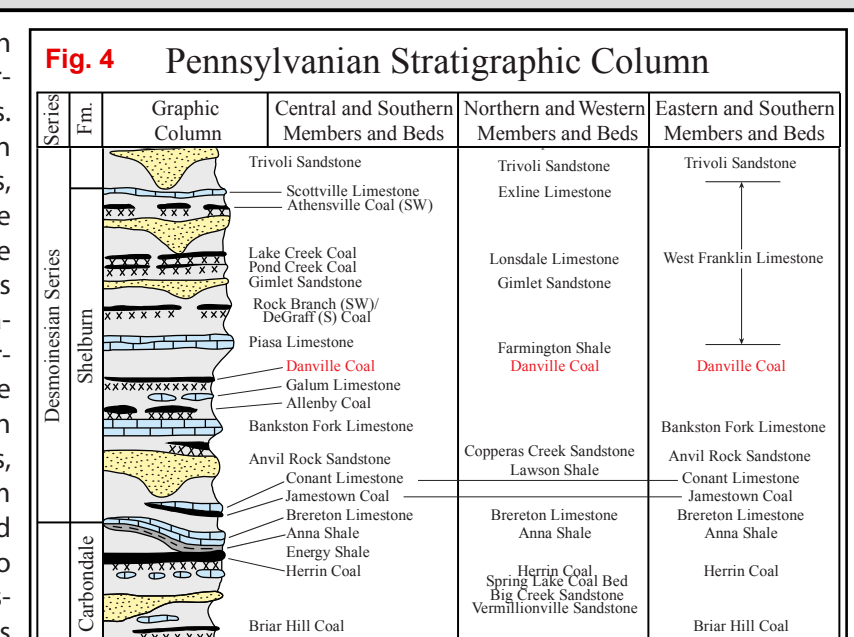 Fig. 4
Pennsylvanian Stratigraphic Column
Series
Fm.
Graphic
Column
Central and Southern
Members and Beds
Northern and Western
Members and Beds
Eastern and Southern
Members and Beds
Desmoinesian Series
Shelburn
Carbondale
Trivoli Sandstone
Scottville Limestone
Athensville Coal (SW)
Lake Creek Coal
Pond Creek Coal
Gimlet Sandstone
Rock Branch (SW)/
DeGraff (S) Coal
Piasa Limestone
Danville Coal
Galum Limestone
Allenby Coal
Bankston Fork Limestone
Anvil Rock Sandstone
Conant Limestone
Jamestown Coal
Brereton Limestone
Anna Shale
Energy Shale
Herrin Coal
Briar Hill Coal
Trivoli Sandstone
Exline Limestone
Lonsdale Limestone
Gimlet Sandstone
Farmington Shale
Danville Coal
Copperas Creek Sandstone
Lawson Shale
Brereton Limestone
Anna Shale
Herrin Coal
Spring Lake Coal Bed
Big Creek Sandstone
Vermillionville Sandstone
Trivoli Sandstone
West Franklin Limestone
Danville Coal
Bankston Fork Limestone
Anvil Rock Sandstone
Conant Limestone
Jamestown Coal
Brereton Limestone
Anna Shale
Herrin Coal
Briar Hill Coal